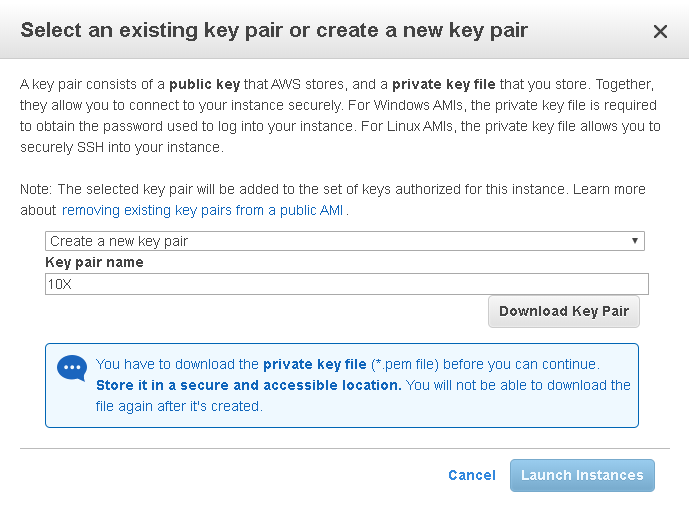 Select an existing key pair or create a new key pair
A key pair consists of a public key that AWS stores, and a private key file that you store. Together,
they allow you to connect to your instance securely. For Windows AMIs, the private key file is required
to obtain the password used to log into your instance. For Linux AMIs, the private key file allows you to
securely SSH into your instance.
Note: The selected key pair will be added to the set of keys authorized for this instance. Learn more
about removing existing key pairs from a public AMI.
Create a new key pair
Key pair name
10X
Download Key Pair
You have to download the private key file (*.pem file) before you can continue.
Store it in a secure and accessible location. You will not be able to download the
file again after it's created.
Cancel Launch Instances